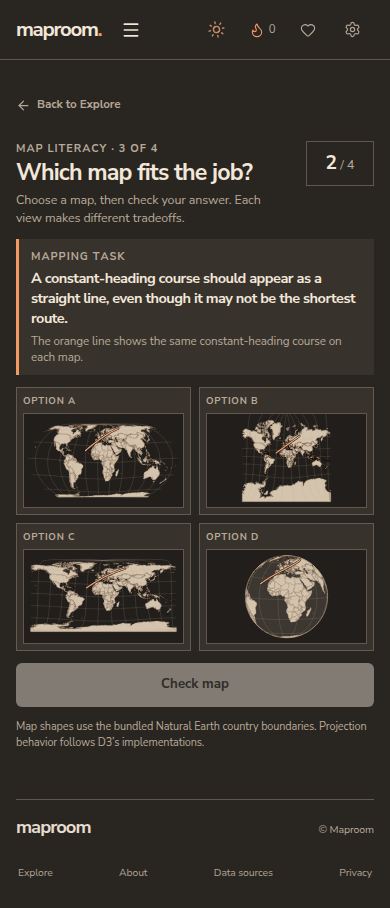 maproom.
0
Back to Explore
MAP LITERACY · 3 OF 4
Which map fits the job?
2 / 4
Choose a map, then check your answer. Each
view makes different tradeoffs.
MAPPING TASK
A constant-heading course should appear as a
straight line, even though it may not be the shortest
route.
The orange line shows the same constant-heading course on
each map.
OPTION A
OPTION B
OPTION C
OPTION D
Check map
Map shapes use the bundled Natural Earth country boundaries. Projection
behavior follows D3's implementations.
maproom
© Maproom
Explore
About
Data sources
Privacy